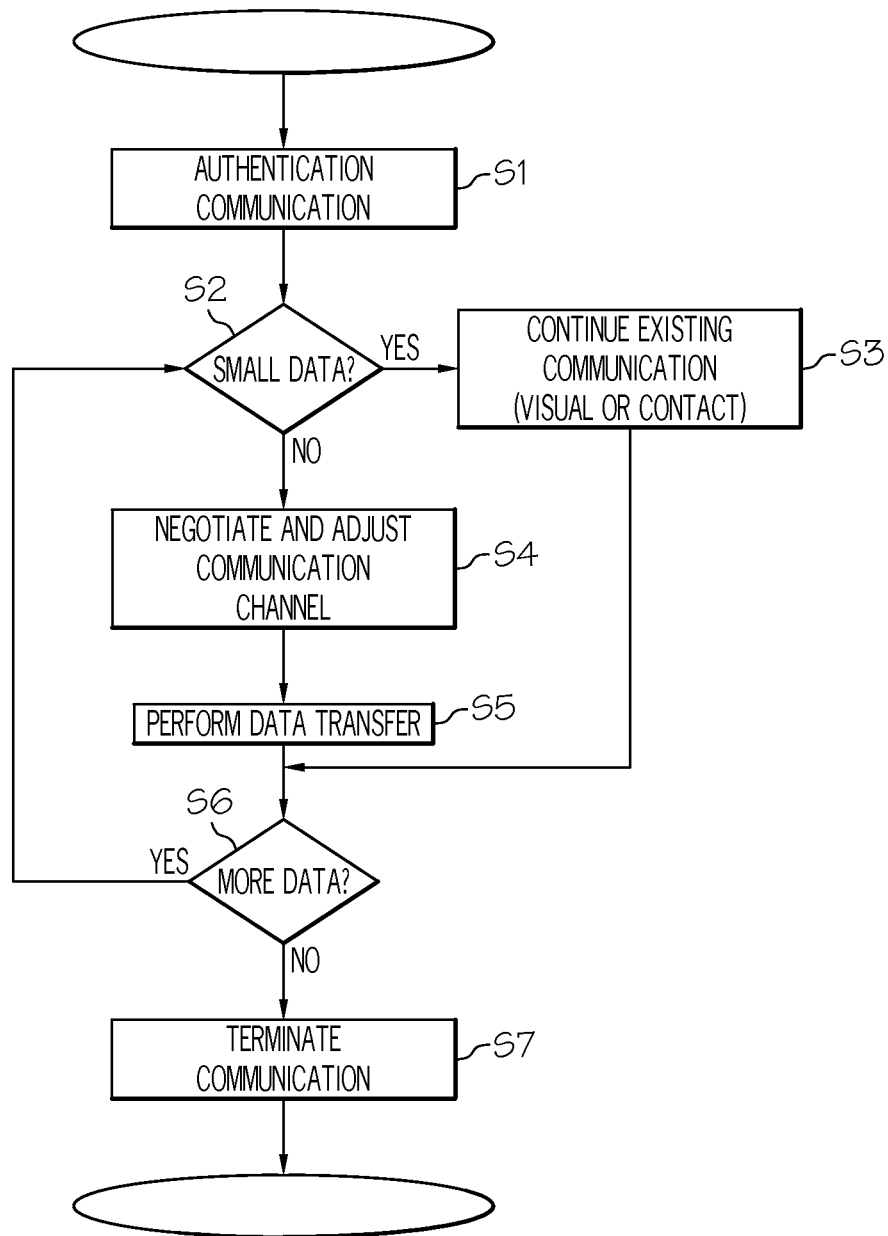 AUTHENTICATION
COMMUNICATION
S1
S2
SMALL DATA?
YES
CONTINUE EXISTING
COMMUNICATION
(VISUAL OR CONTACT)
S3
NO
NEGOTIATE AND ADJUST
COMMUNICATION
CHANNEL
S4
PERFORM DATA TRANSFER
S5
S6
YES
MORE DATA?
NO
TERMINATE
COMMUNICATION
S7